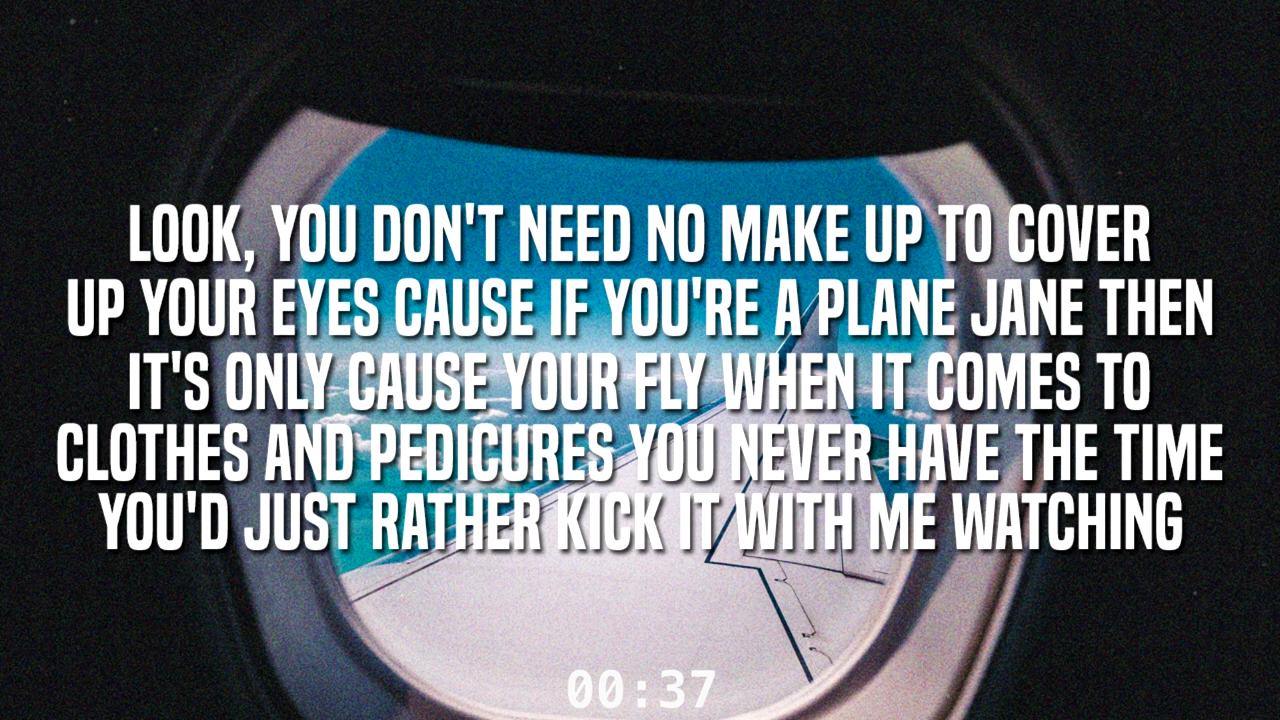 LOOK, YOU DON'T NEED NO MAKE UP TO COVER
UP YOUR EYES CAUSE IF YOU'RE A PLANE JANE THEN
IT'S ONLY CAUSE YOUR FLY WHEN IT COMES TO
CLOTHES AND PEDICURES YOU NEVER HAVE THE TIME
YOU'D JUST RATHER KICK IT WITH ME WATCHING
00:37